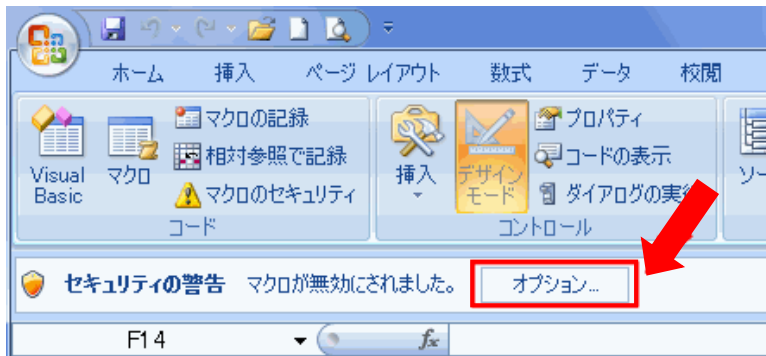 ホーム 挿入 ページ レイアウト 数式 データ 校閲
マクロの記録
相対参照で記録
マクロのセキュリティ
Visual Basic
マクロ
コード
挿入
デザイン
モード
プロパティ
コードの表示
ダイアログの実
コントロール
ソー
セキュリティの警告 マクロが無効にされました。 オプション...
F14 fx